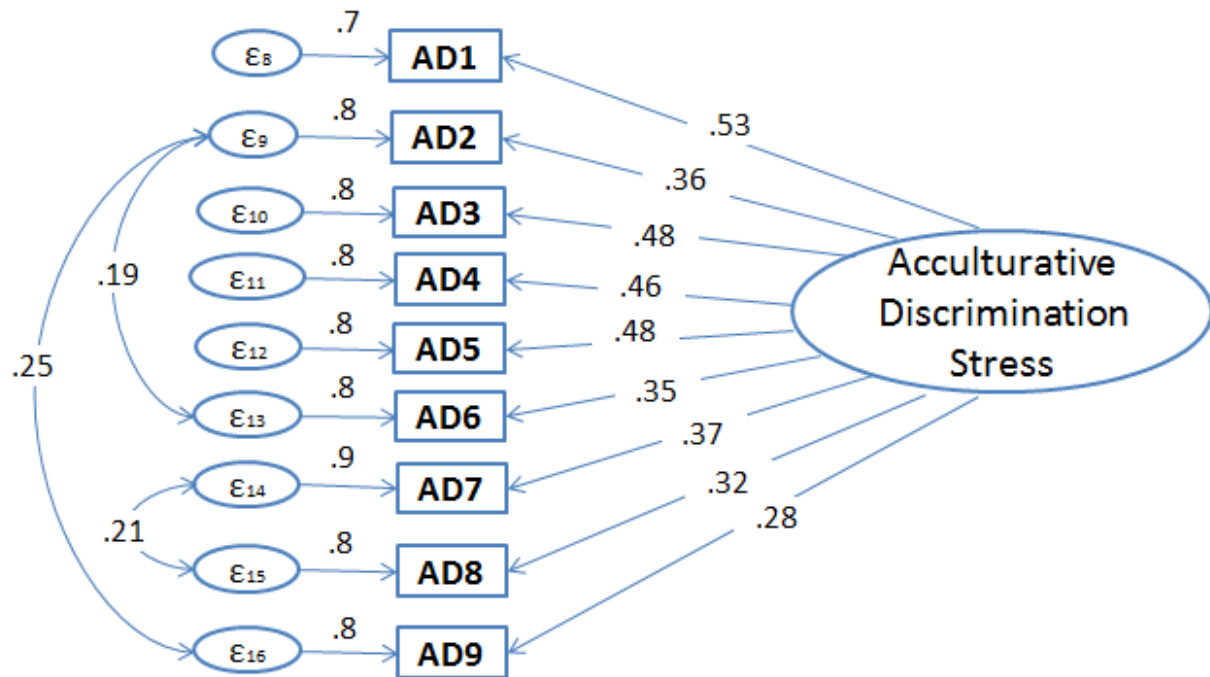 .7
ε8
AD1
.8
ε9
AD2
.53
.8
ε10
AD3
.36
.48
.19
.8
ε11
AD4
.46
Acculturative
Discrimination
Stress
.25
.8
ε12
AD5
.48
.8
ε13
AD6
.35
.9
ε14
AD7
.37
.21
.8
ε15
AD8
.32
.28
.8
ε16
AD9